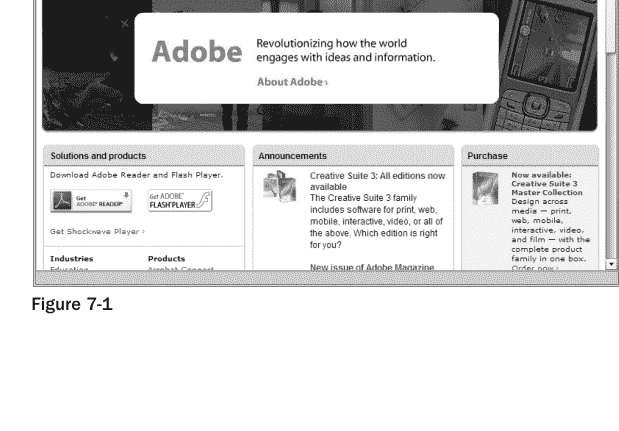 Adobe
Revolutionizing how the world
engages with ideas and information.
About Adobe ›
Solutions and products
Download Adobe Reader and Flash Player.
Get
ADOBE® READER®
Get ADOBE®
FLASH® PLAYER
Get Shockwave Player ›
Industries
Products
Education
Acrobat Connect
Announcements
Creative Suite 3: All editions now
available
The Creative Suite 3 family
includes software for print, web,
mobile, interactive, video, or all of
the above. Which edition is right
for you?
New issue of Adobe Magazine
Purchase
Now available:
Creative Suite 3
Master Collection
Design across
media — print,
web, mobile,
interactive, video,
and film — with the
complete product
family in one box.
Order now ›
Figure 7-1